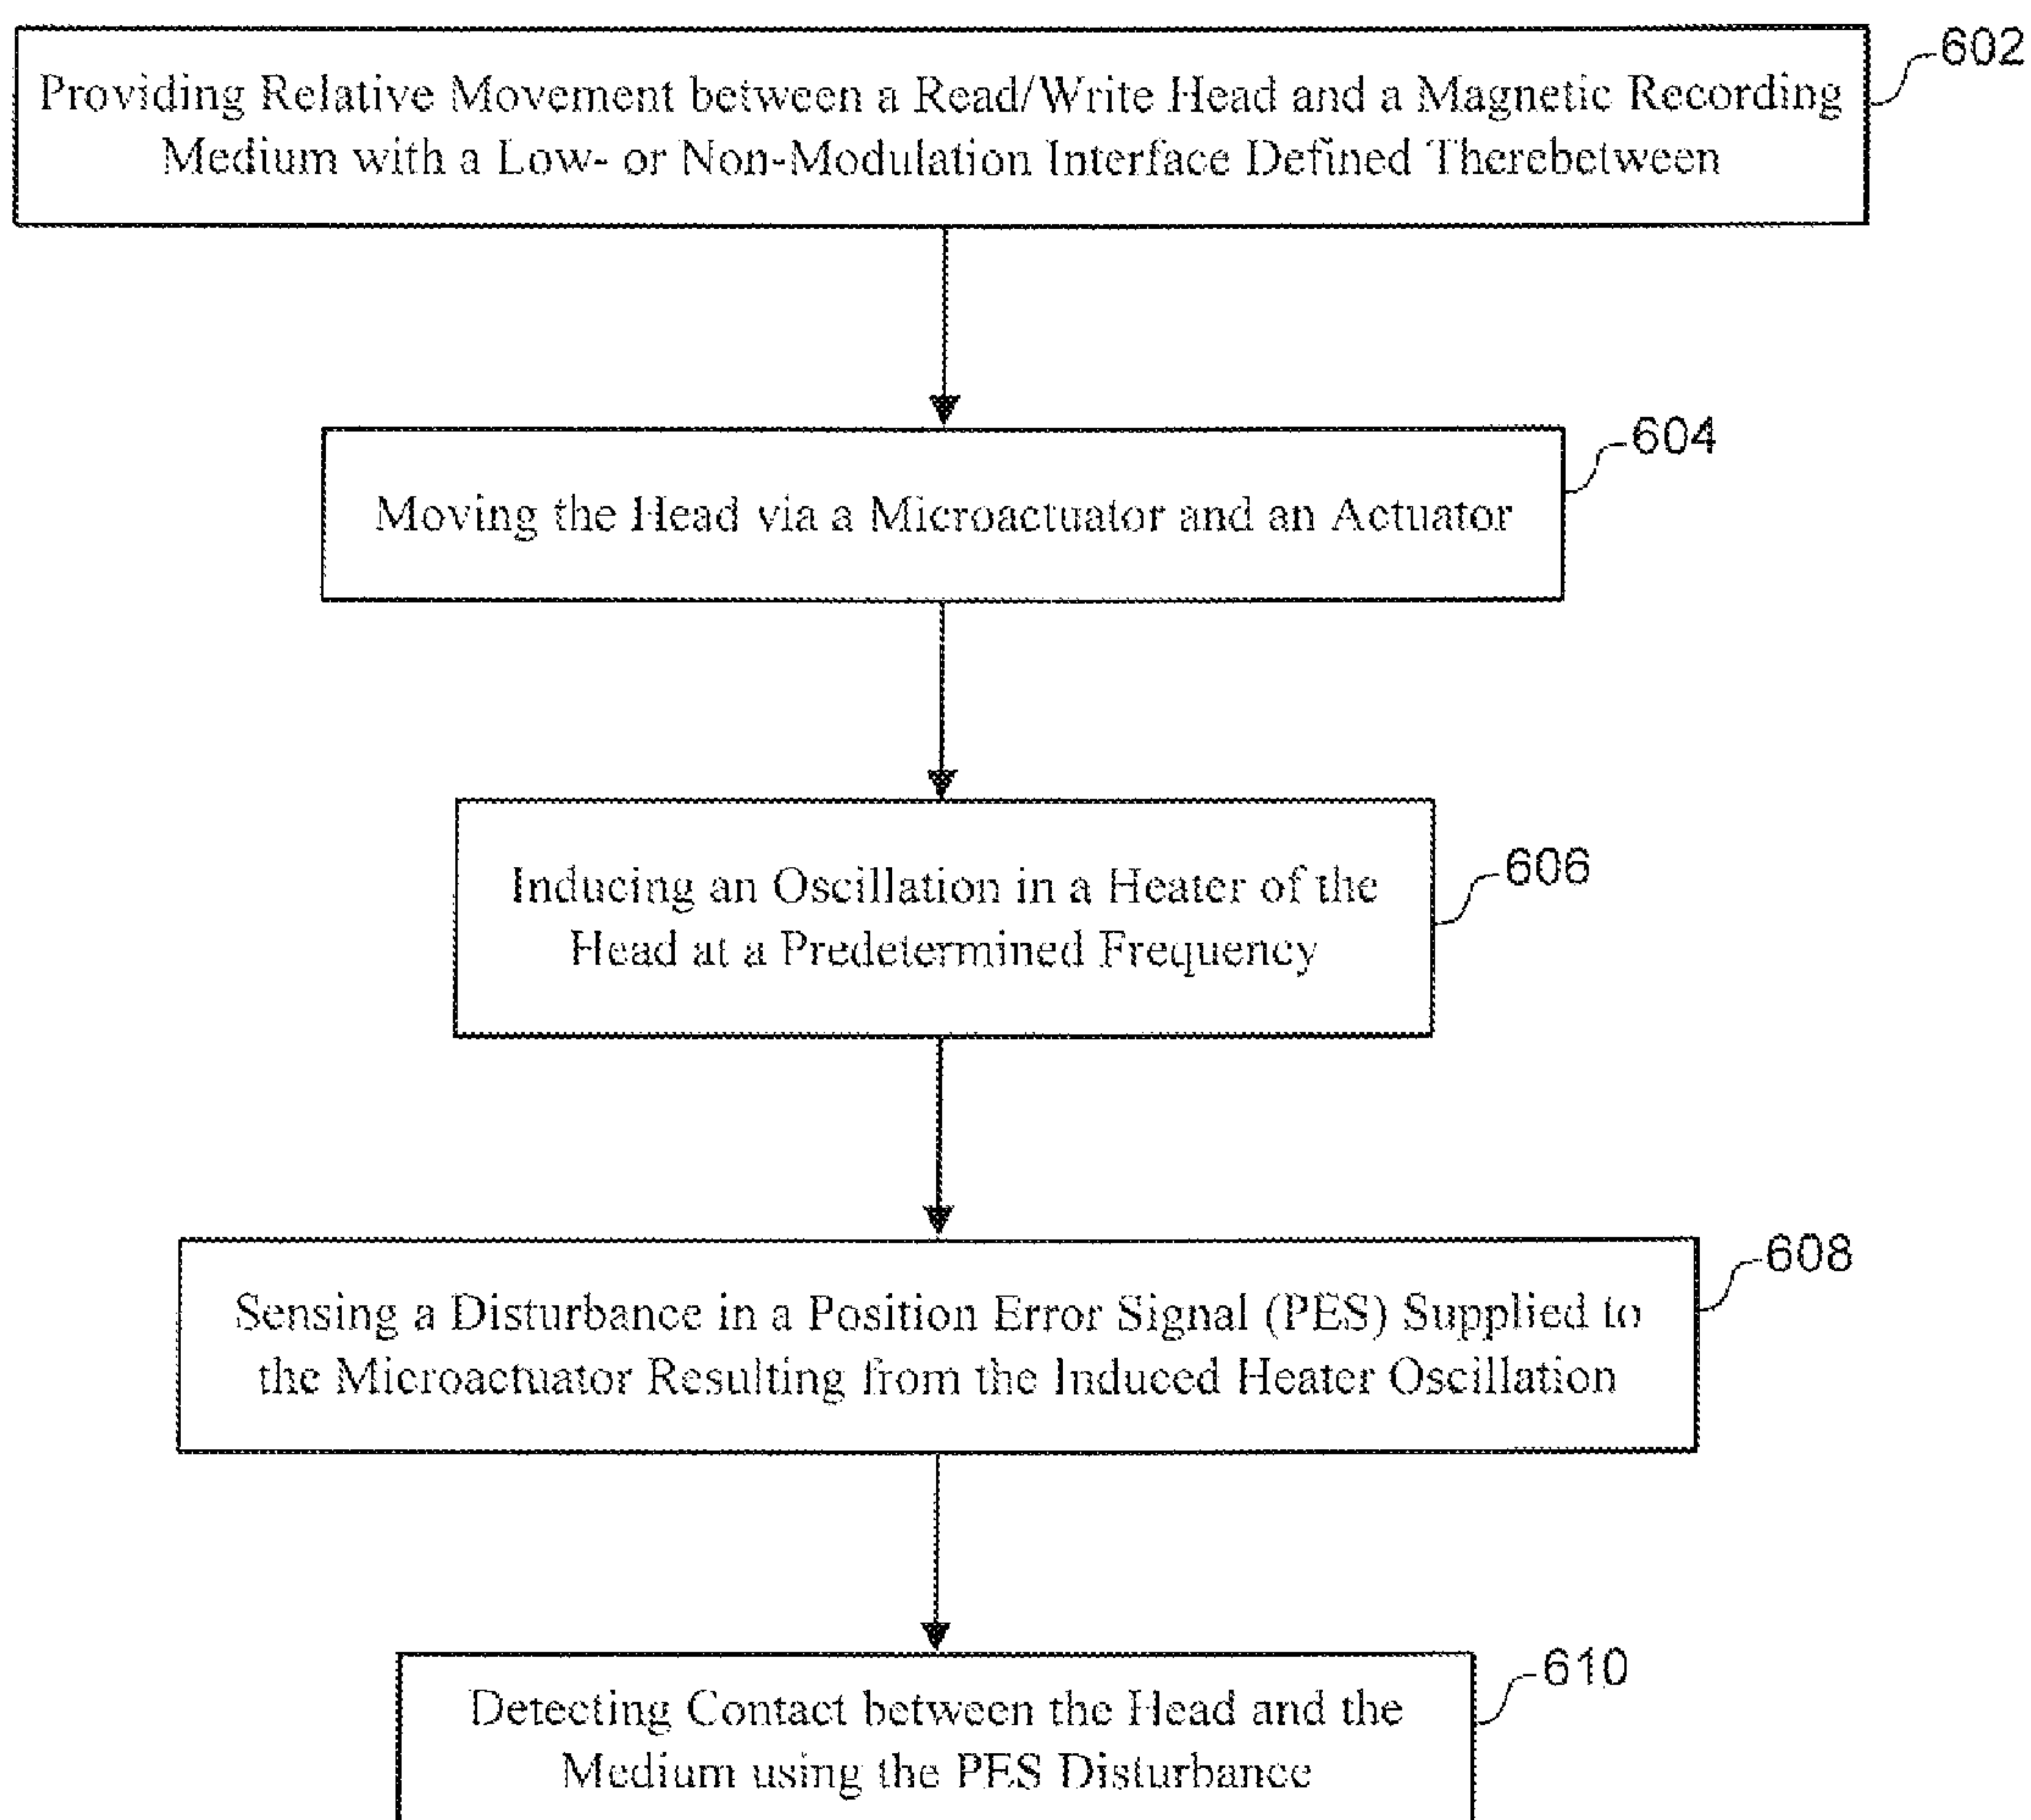 602
Providing Relative Movement between a Read/Write Head and a Magnetic Recording
Medium with a Low- or Non-Modulation Interface Defined Therebetween
604
Moving the Head via a Microactuator and an Actuator
606
Inducing an Oscillation in a Heater of the
Head at a Predetermined Frequency
608
Sensing a Disturbance in a Position Error Signal (PES) Supplied to
the Microactuator Resulting from the Induced Heater Oscillation
610
Detecting Contact between the Head and the
Medium using the PES Disturbance